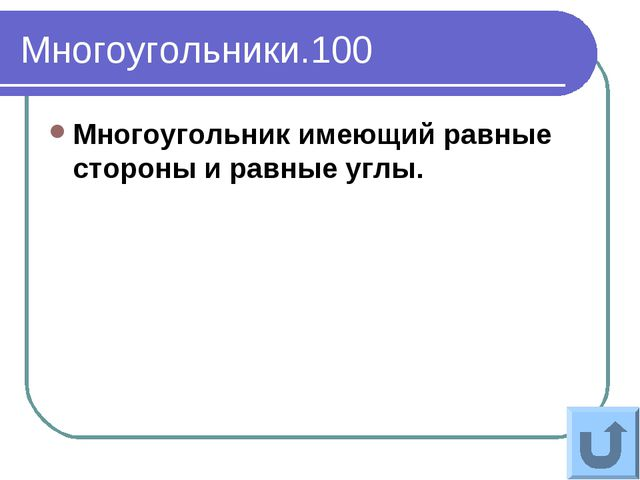 Многоугольники.100
Многоугольник имеющий равные
стороны и равные углы.